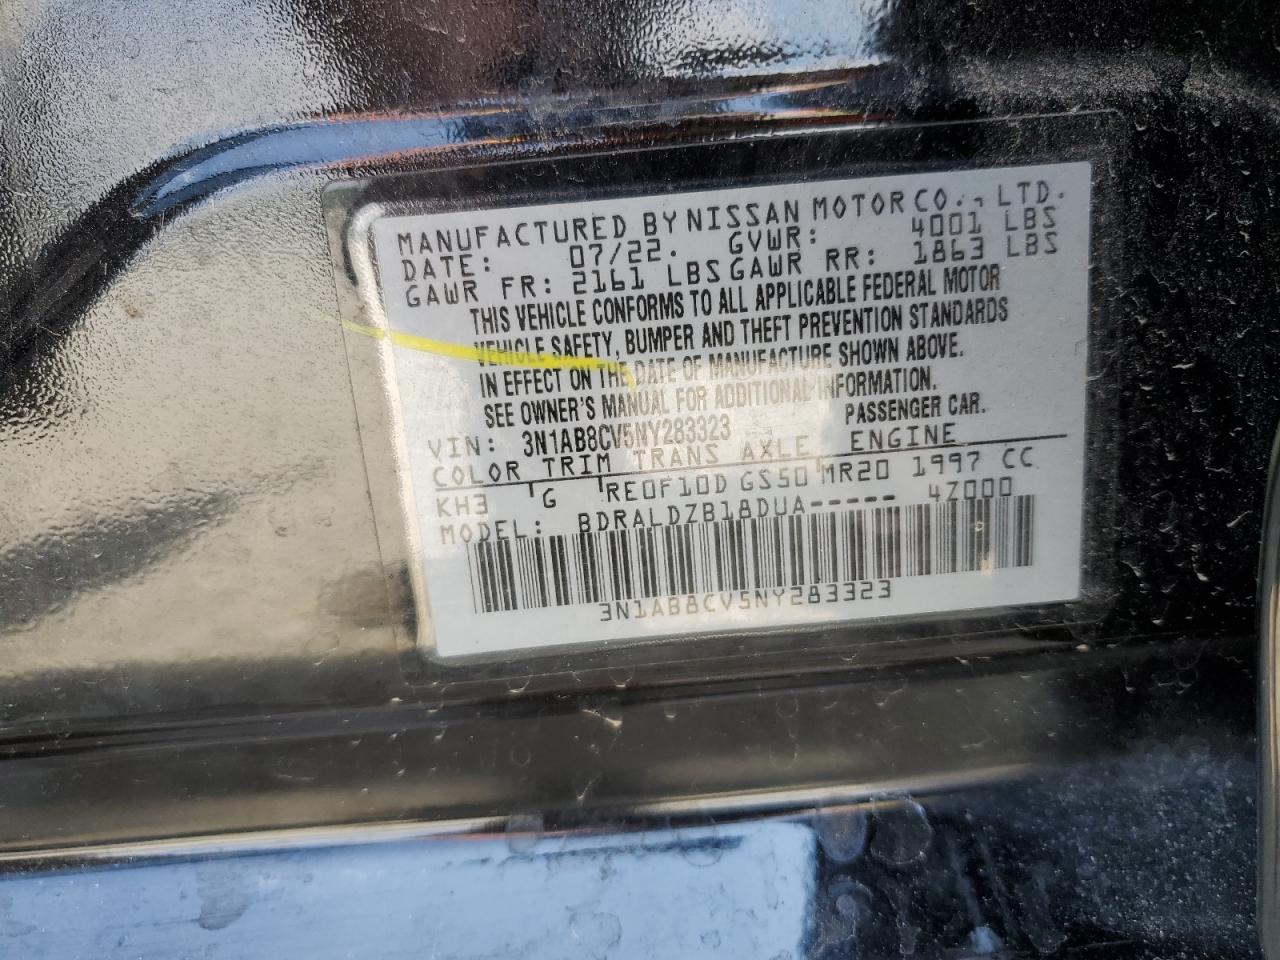 MANUFACTURED BY NISSAN MOTOR CO., LTD.
DATE: 07/22. GVWR: 4001 LBS
GAWR FR: 2161 LBS GAWR RR: 1863 LBS
THIS VEHICLE CONFORMS TO ALL APPLICABLE FEDERAL MOTOR
VEHICLE SAFETY, BUMPER AND THEFT PREVENTION STANDARDS
IN EFFECT ON THE DATE OF MANUFACTURE SHOWN ABOVE.
SEE OWNER'S MANUAL FOR ADDITIONAL INFORMATION.
VIN: 3N1AB8CV5NY283323 PASSENGER CAR.
COLOR TRIM TRANS AXLE ENGINE
KH3 G RE0F10D GS50 MR20 1997 CC
MODEL: BDRALDZB18DUA----- 4Z000
3N1AB8CV5NY283323